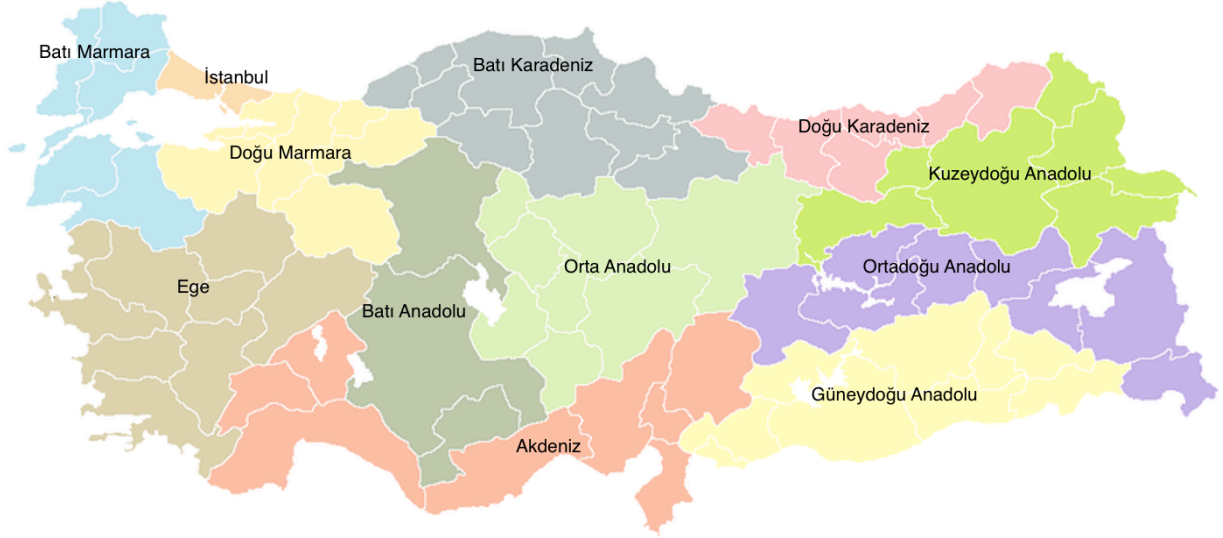 Batı Marmara
İstanbul
Batı Karadeniz
Doğu Karadeniz
Doğu Marmara
Kuzeydoğu Anadolu
Ege
Orta Anadolu
Ortadoğu Anadolu
Batı Anadolu
Güneydoğu Anadolu
Akdeniz